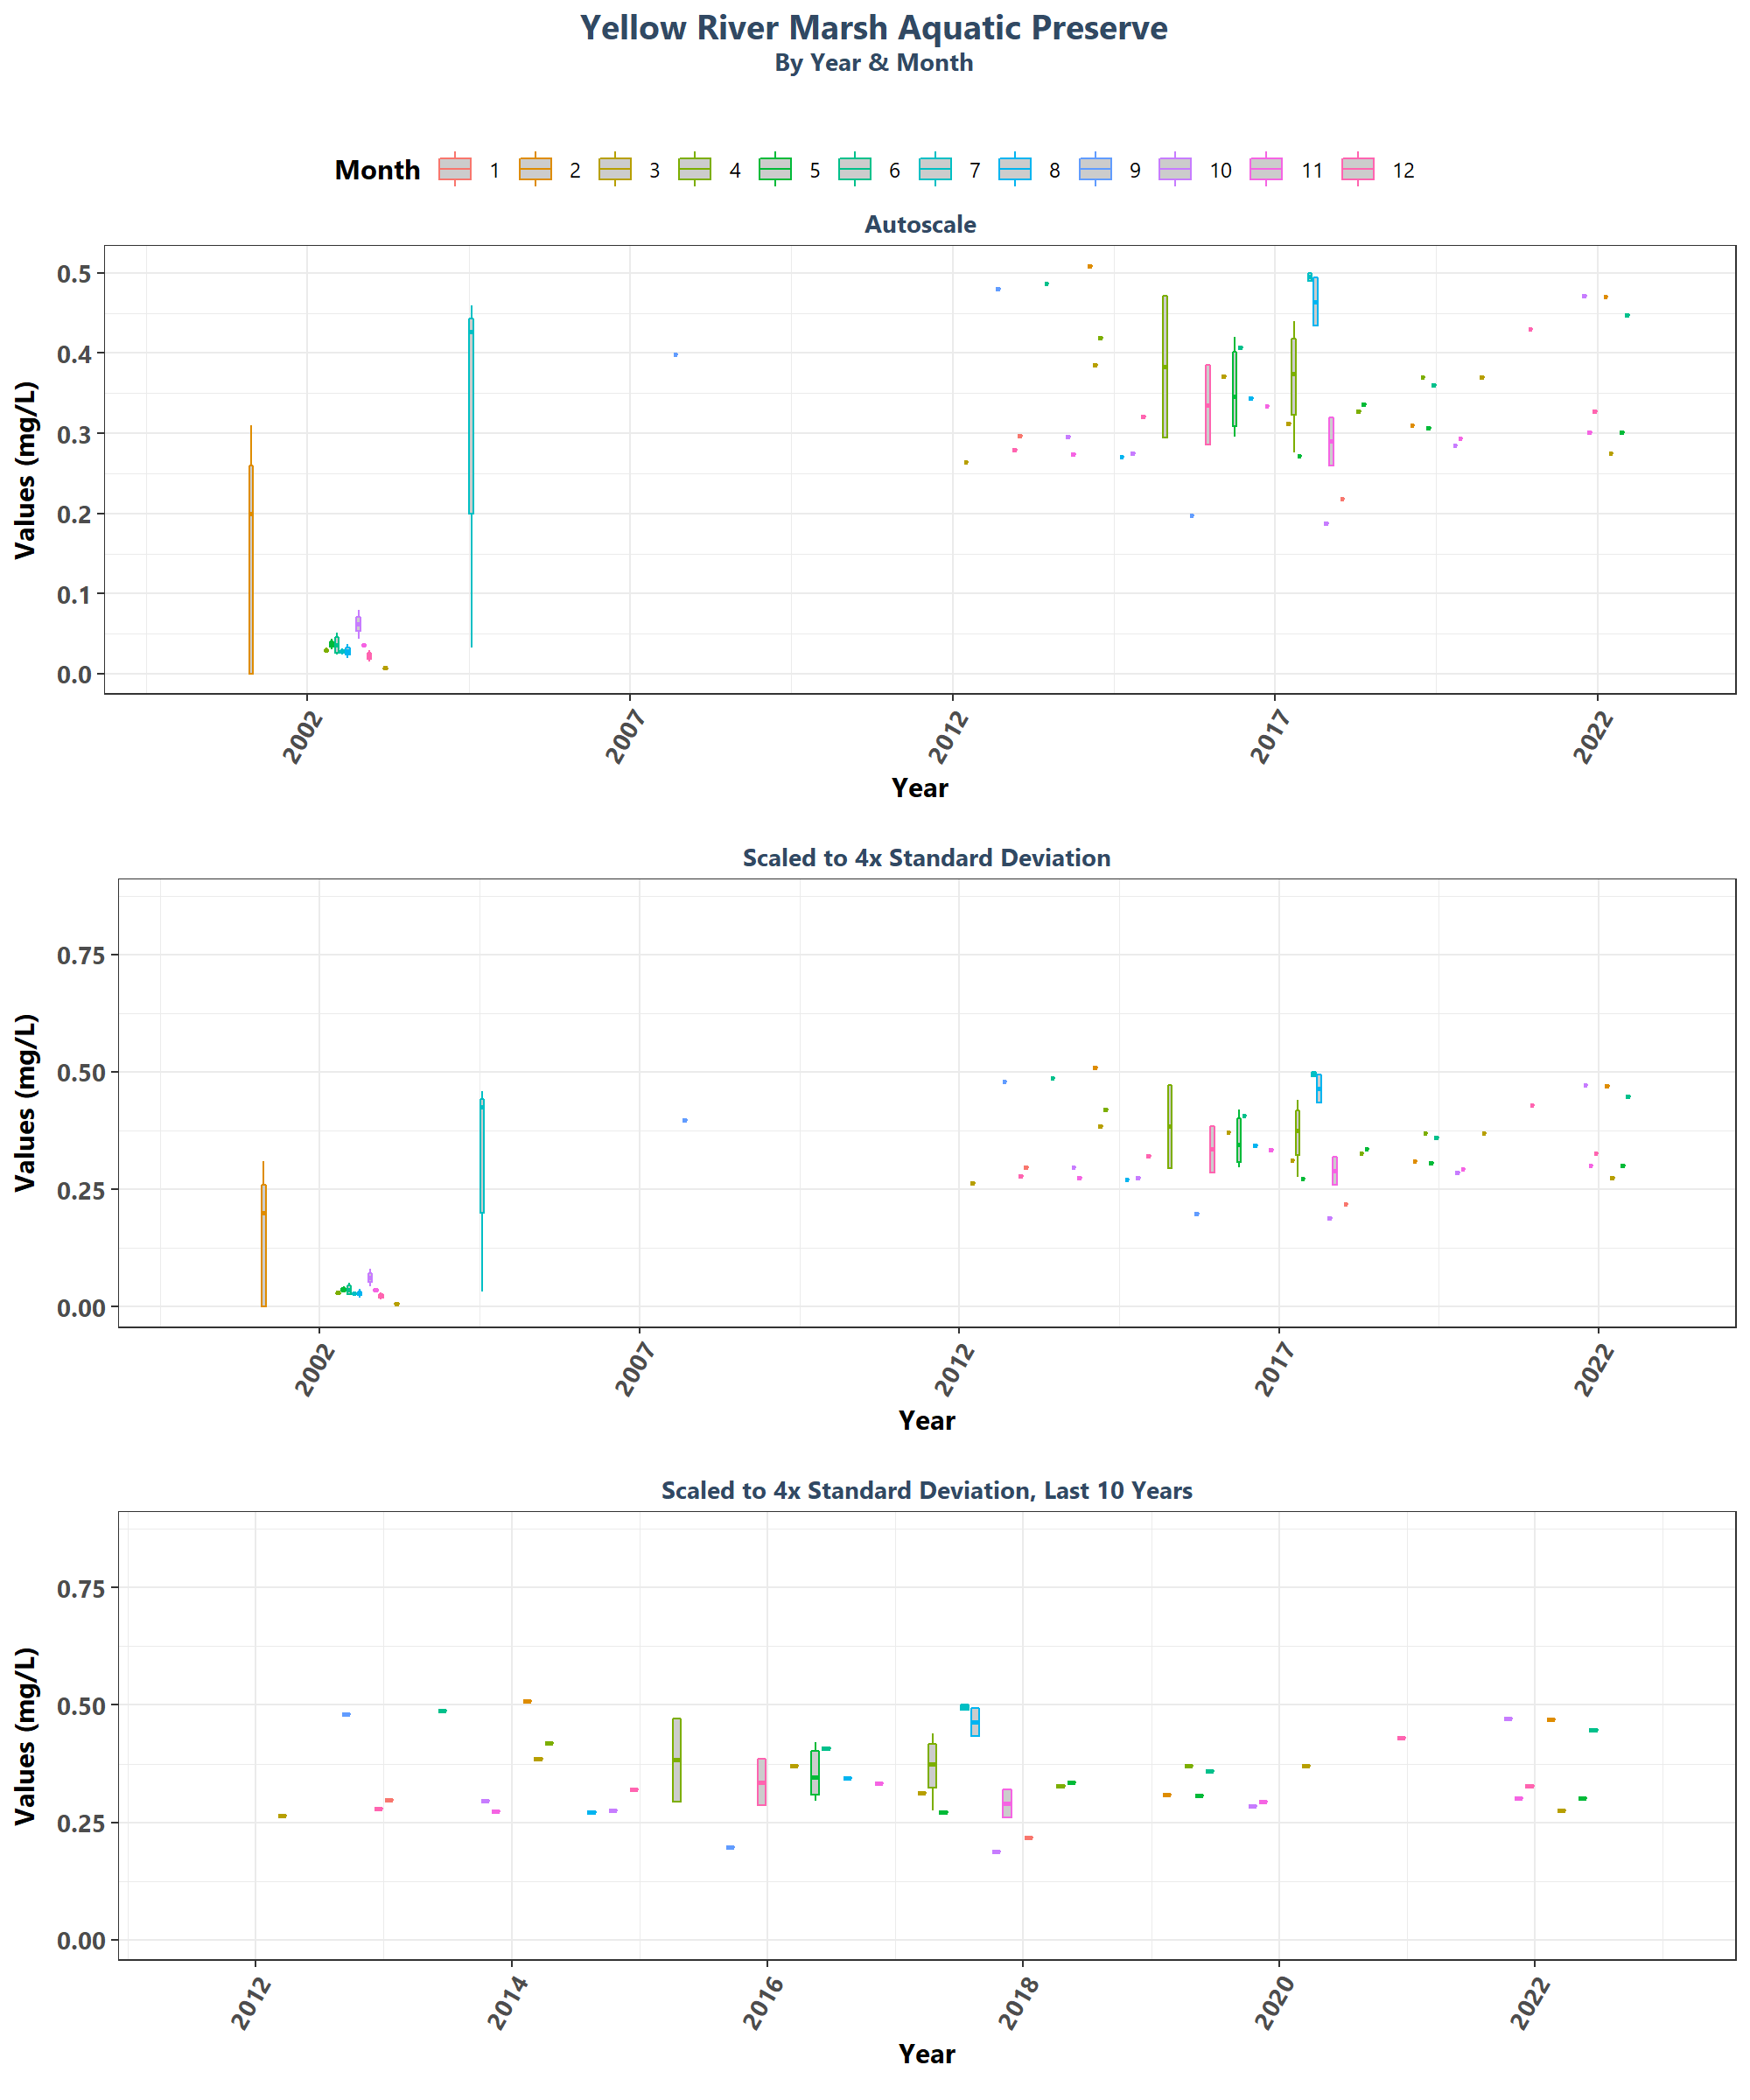 Yellow River Marsh Aquatic Preserve
By Year & Month
Month 1 2 3 4 5 6 7 8 9 10 11 12
Autoscale
Values (mg/L)
0.5
0.4
0.3
0.2
0.1
0.0
2002 2007 2012 2017 2022
Year
Scaled to 4x Standard Deviation
Values (mg/L)
0.75
0.50
0.25
0.00
2002 2007 2012 2017 2022
Year
Scaled to 4x Standard Deviation, Last 10 Years
Values (mg/L)
0.75
0.50
0.25
0.00
2012 2014 2016 2018 2020 2022
Year